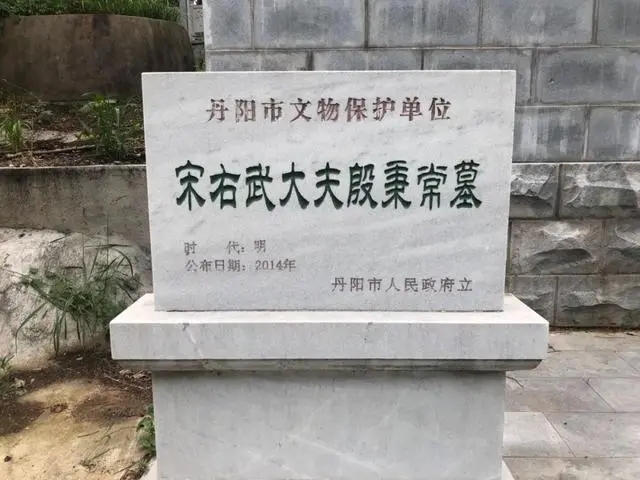 丹阳市文物保护单位
宋右武大夫殷秉常墓
时 代：明
公布日期：2014年
丹阳市人民政府立